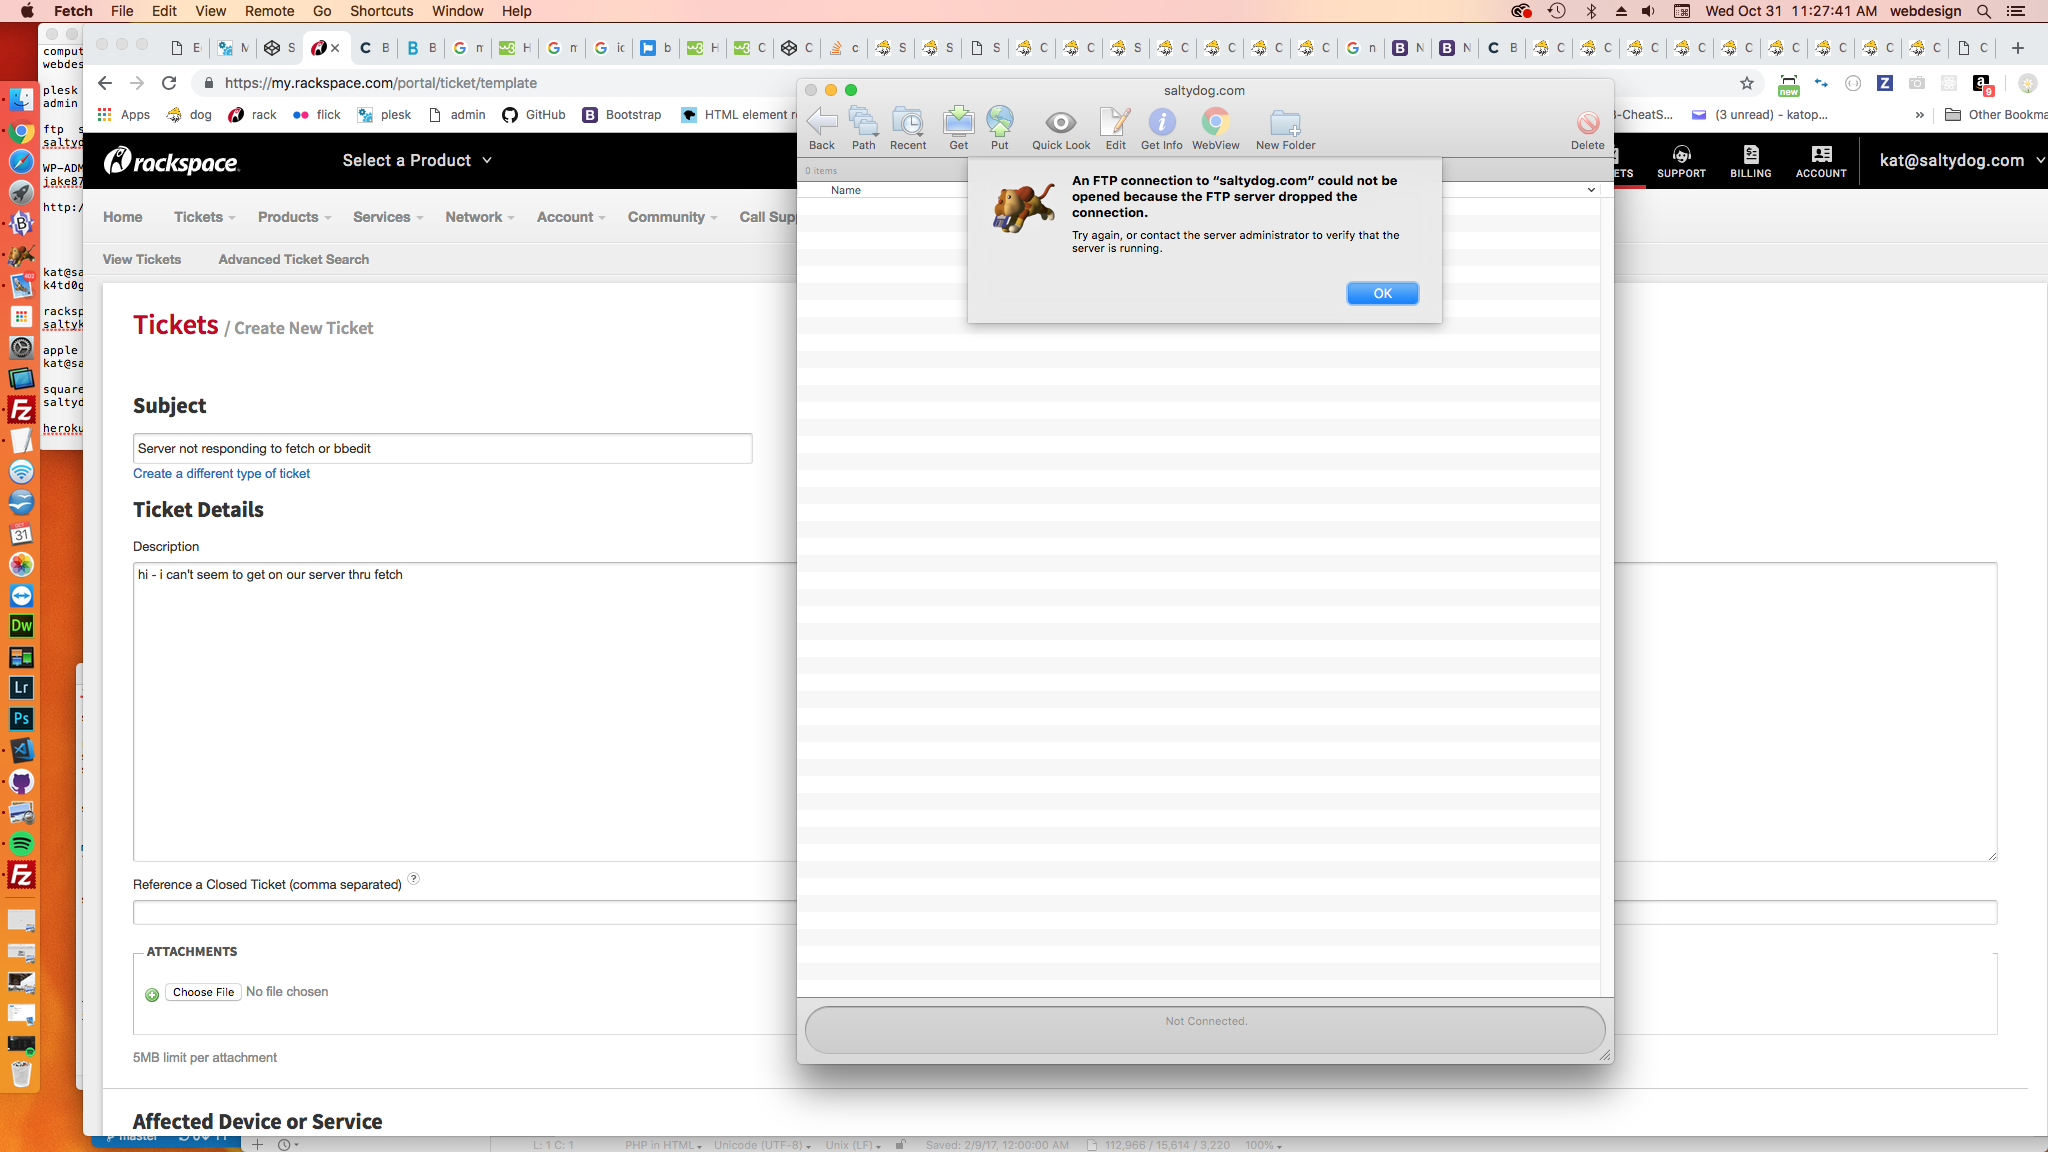 Fetch File Edit View Remote Go Shortcuts Window Help
Wed Oct 31 11:27:41 AM webdesign
comput
webdes
plesk
admin
ftp s
saltyd
WP-ADM
jake87
http:/
kat@sa
k4td0g
racksp
saltyk
apple
kat@sa
square
saltyd
heroku
https://my.rackspace.com/portal/ticket/template
Apps dog rack flick plesk admin GitHub Bootstrap HTML element r
3-CheatS... (3 unread) - katop... » Other Bookma
new
9
rackspace
Select a Product
ETS SUPPORT BILLING ACCOUNT kat@saltydog.com
Home Tickets Products Services Network Account Community Call Sup
View Tickets Advanced Ticket Search
Tickets / Create New Ticket
Subject
Server not responding to fetch or bbedit
Create a different type of ticket
Ticket Details
Description
hi - i can't seem to get on our server thru fetch
Reference a Closed Ticket (comma separated) ?
ATTACHMENTS
Choose File No file chosen
5MB limit per attachment
Affected Device or Service
saltydog.com
Back Path Recent Get Put Quick Look Edit Get Info WebView New Folder Delete
0 items
Name
An FTP connection to “saltydog.com” could not be
opened because the FTP server dropped the
connection.
Try again, or contact the server administrator to verify that the
server is running.
OK
Not Connected.
master
L: 1 C: 1 PHP in HTML Unicode (UTF-8) Unix (LF) Saved: 2/9/17, 12:00:00 AM 112,966 / 15,614 / 3,220 100%
OCT
31
Dw
Lr
Ps